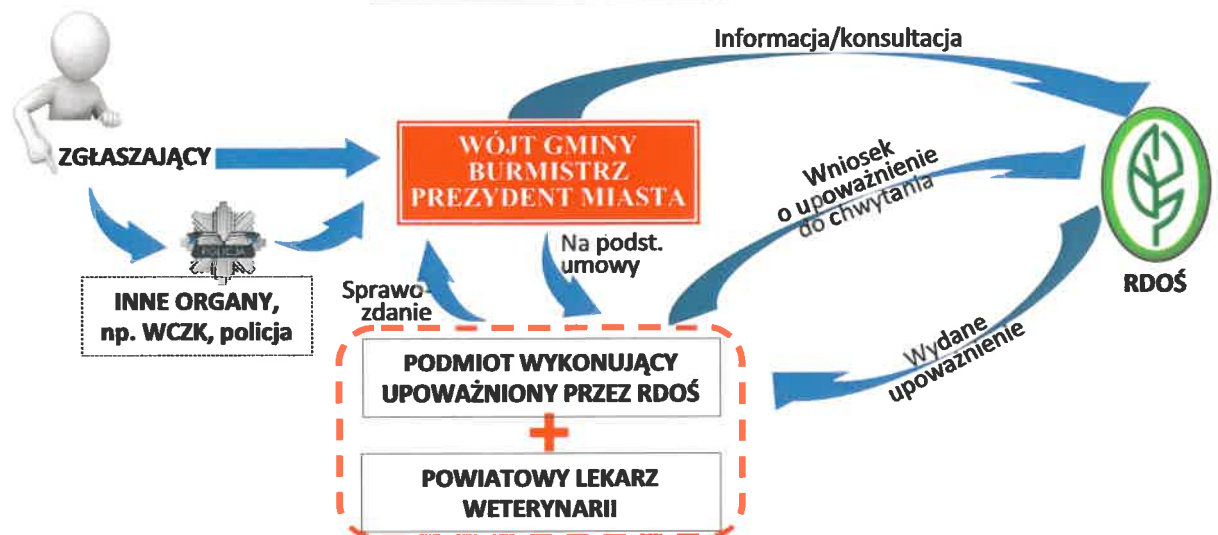 Informacja/konsultacja
ZGŁASZAJĄCY
WÓJT GMINY
BURMISTRZ
PREZYDENT MIASTA
Wniosek
o upoważnienie
do chwytania
RDOŚ
POLICJA
INNE ORGANY,
np. WCZK, policja
Sprawo-
zdanie
Na podst.
umowy
Wydane
upoważnienie
PODMIOT WYKONUJĄCY
UPOWAŻNIONY PRZEZ RDOŚ
+
POWIATOWY LEKARZ
WETERYNARII